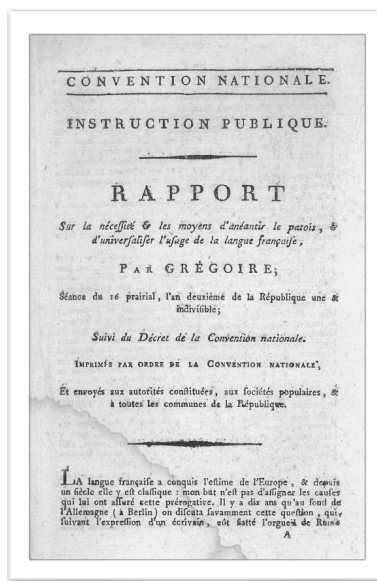 CONVENTION NATIONALE.
INSTRUCTION PUBLIQUE.
RAPPORT
Sur la néceſſité & les moyens d'anéantir le patois, &
d'univerſaliſer l'uſage de la langue françaiſe,
PAR GRÉGOIRE;
Séance du 16 prairial, l'an deuxième de la République une &
indiviſible;
Suivi du Décret de la Convention nationale.
IMPRIMÉS PAR ORDRE DE LA CONVENTION NATIONALE,
Et envoyés aux autorités conſtituées, aux ſociétés populaires, &
à toutes les communes de la République.
LA langue françaiſe a conquis l'eſtime de l'Europe, & depuis
un ſiècle elle y eſt claſſique : mon but n'eſt pas d'aſſigner les cauſes
qui lui ont aſſuré cette prérogative. Il y a dix ans qu'au fond de
l'Allemagne (à Berlin) on diſcuta ſavamment cette queſtion, qui,
ſuivant l'expreſſion d'un écrivain, eût flatté l'orgueil de Rome
A